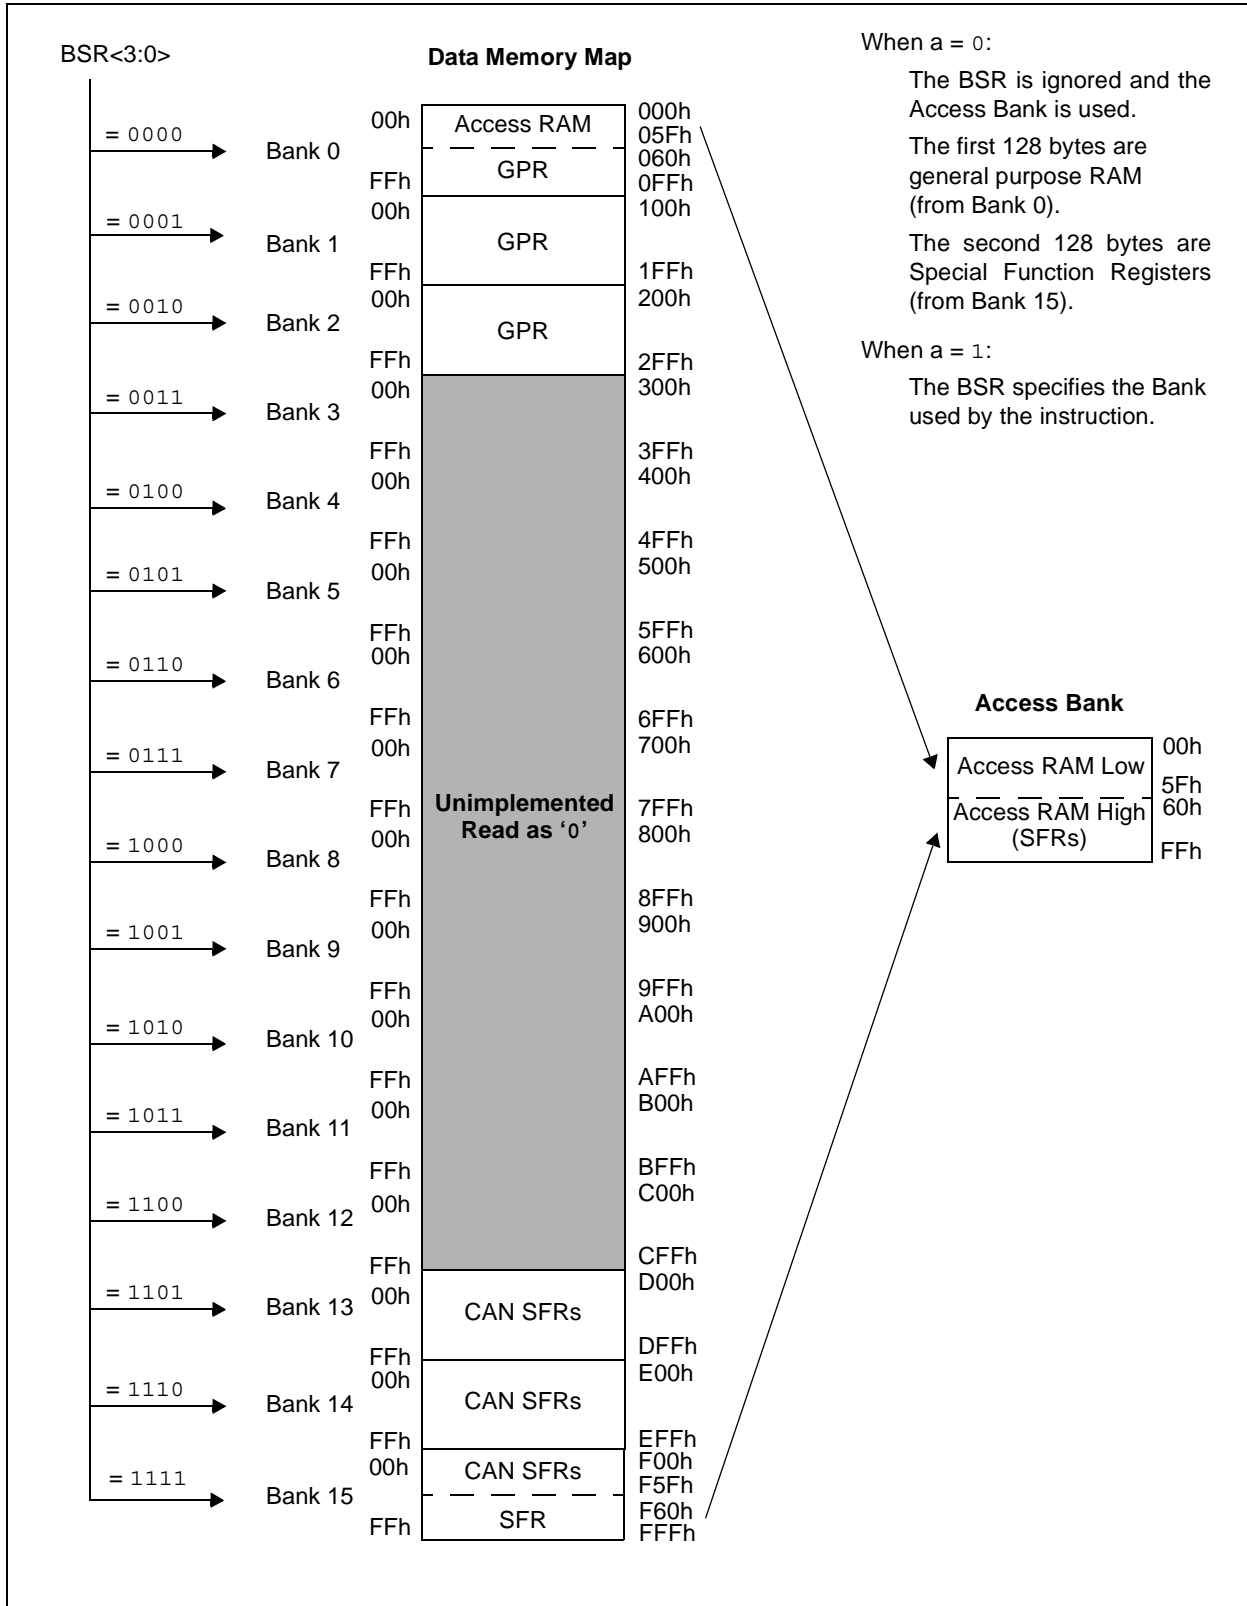 BSR<3:0>
Data Memory Map
When a = 0:
The BSR is ignored and the
Access Bank is used.
The first 128 bytes are
general purpose RAM
(from Bank 0).
The second 128 bytes are
Special Function Registers
(from Bank 15).
When a = 1:
The BSR specifies the Bank
used by the instruction.
= 0000
Bank 0
00h
FFh
Access RAM
GPR
000h
05Fh
060h
0FFh
= 0001
Bank 1
00h
FFh
GPR
100h
1FFh
= 0010
Bank 2
00h
FFh
GPR
200h
2FFh
= 0011
Bank 3
00h
FFh
300h
3FFh
= 0100
Bank 4
00h
FFh
400h
4FFh
= 0101
Bank 5
00h
FFh
500h
5FFh
= 0110
Bank 6
00h
FFh
600h
6FFh
= 0111
Bank 7
00h
FFh
700h
7FFh
Unimplemented
Read as ‘0’
= 1000
Bank 8
00h
FFh
800h
8FFh
= 1001
Bank 9
00h
FFh
900h
9FFh
= 1010
Bank 10
00h
FFh
A00h
AFFh
= 1011
Bank 11
00h
FFh
B00h
BFFh
= 1100
Bank 12
00h
FFh
C00h
CFFh
= 1101
Bank 13
00h
FFh
CAN SFRs
D00h
DFFh
= 1110
Bank 14
00h
FFh
CAN SFRs
E00h
EFFh
= 1111
Bank 15
00h
FFh
CAN SFRs
SFR
F00h
F5Fh
F60h
FFFh
Access Bank
Access RAM Low
Access RAM High
(SFRs)
00h
5Fh
60h
FFh